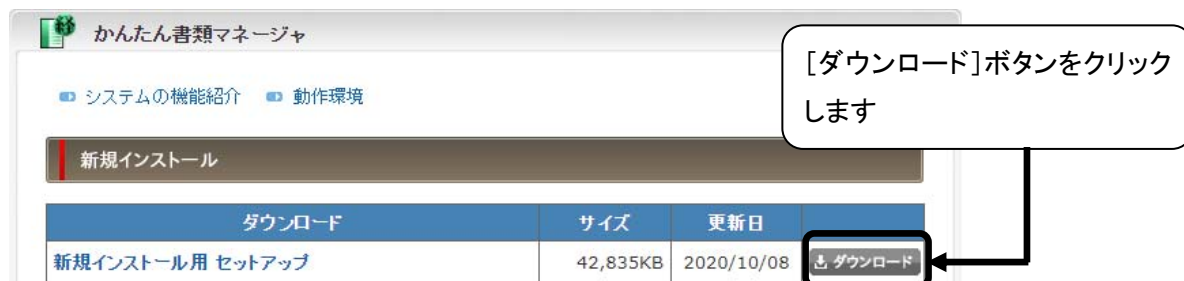 かんたん書類マネージャ
[ダウンロード]ボタンをクリック
します
システムの機能紹介 動作環境
新規インストール
ダウンロード サイズ 更新日
新規インストール用 セットアップ 42,835KB 2020/10/08 ダウンロード